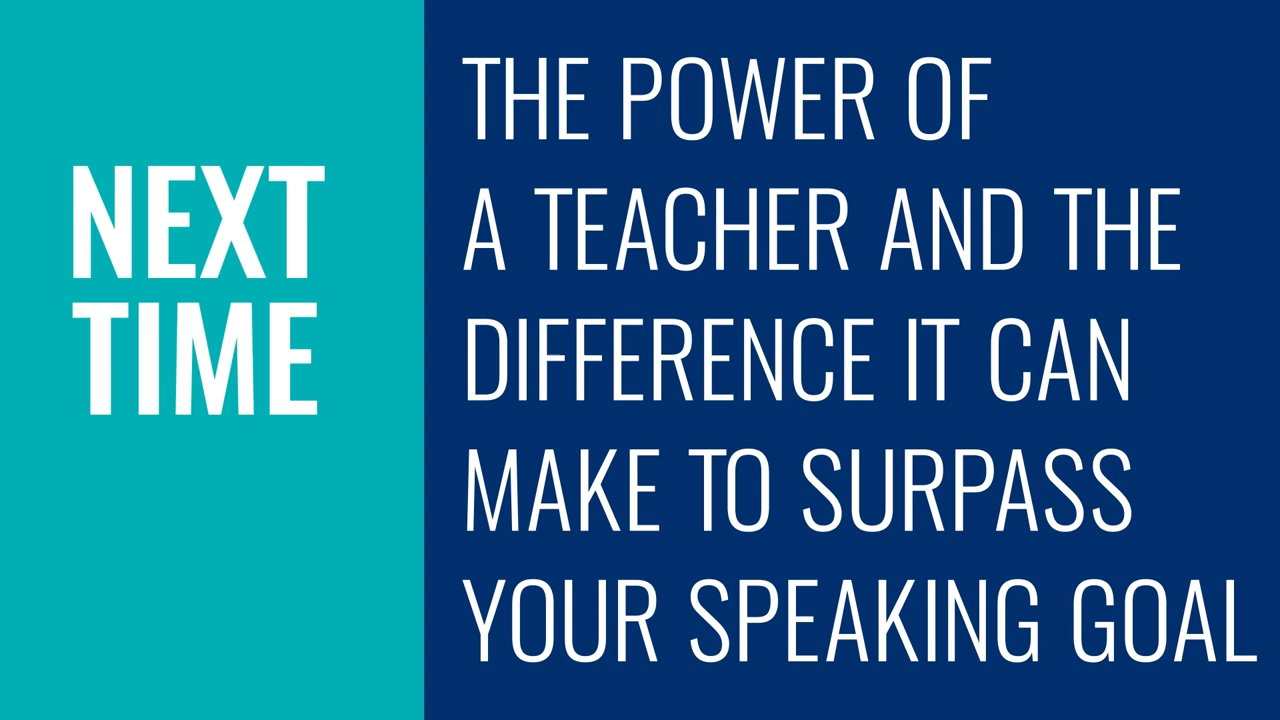 NEXT
TIME
THE POWER OF
A TEACHER AND THE
DIFFERENCE IT CAN
MAKE TO SURPASS
YOUR SPEAKING GOAL